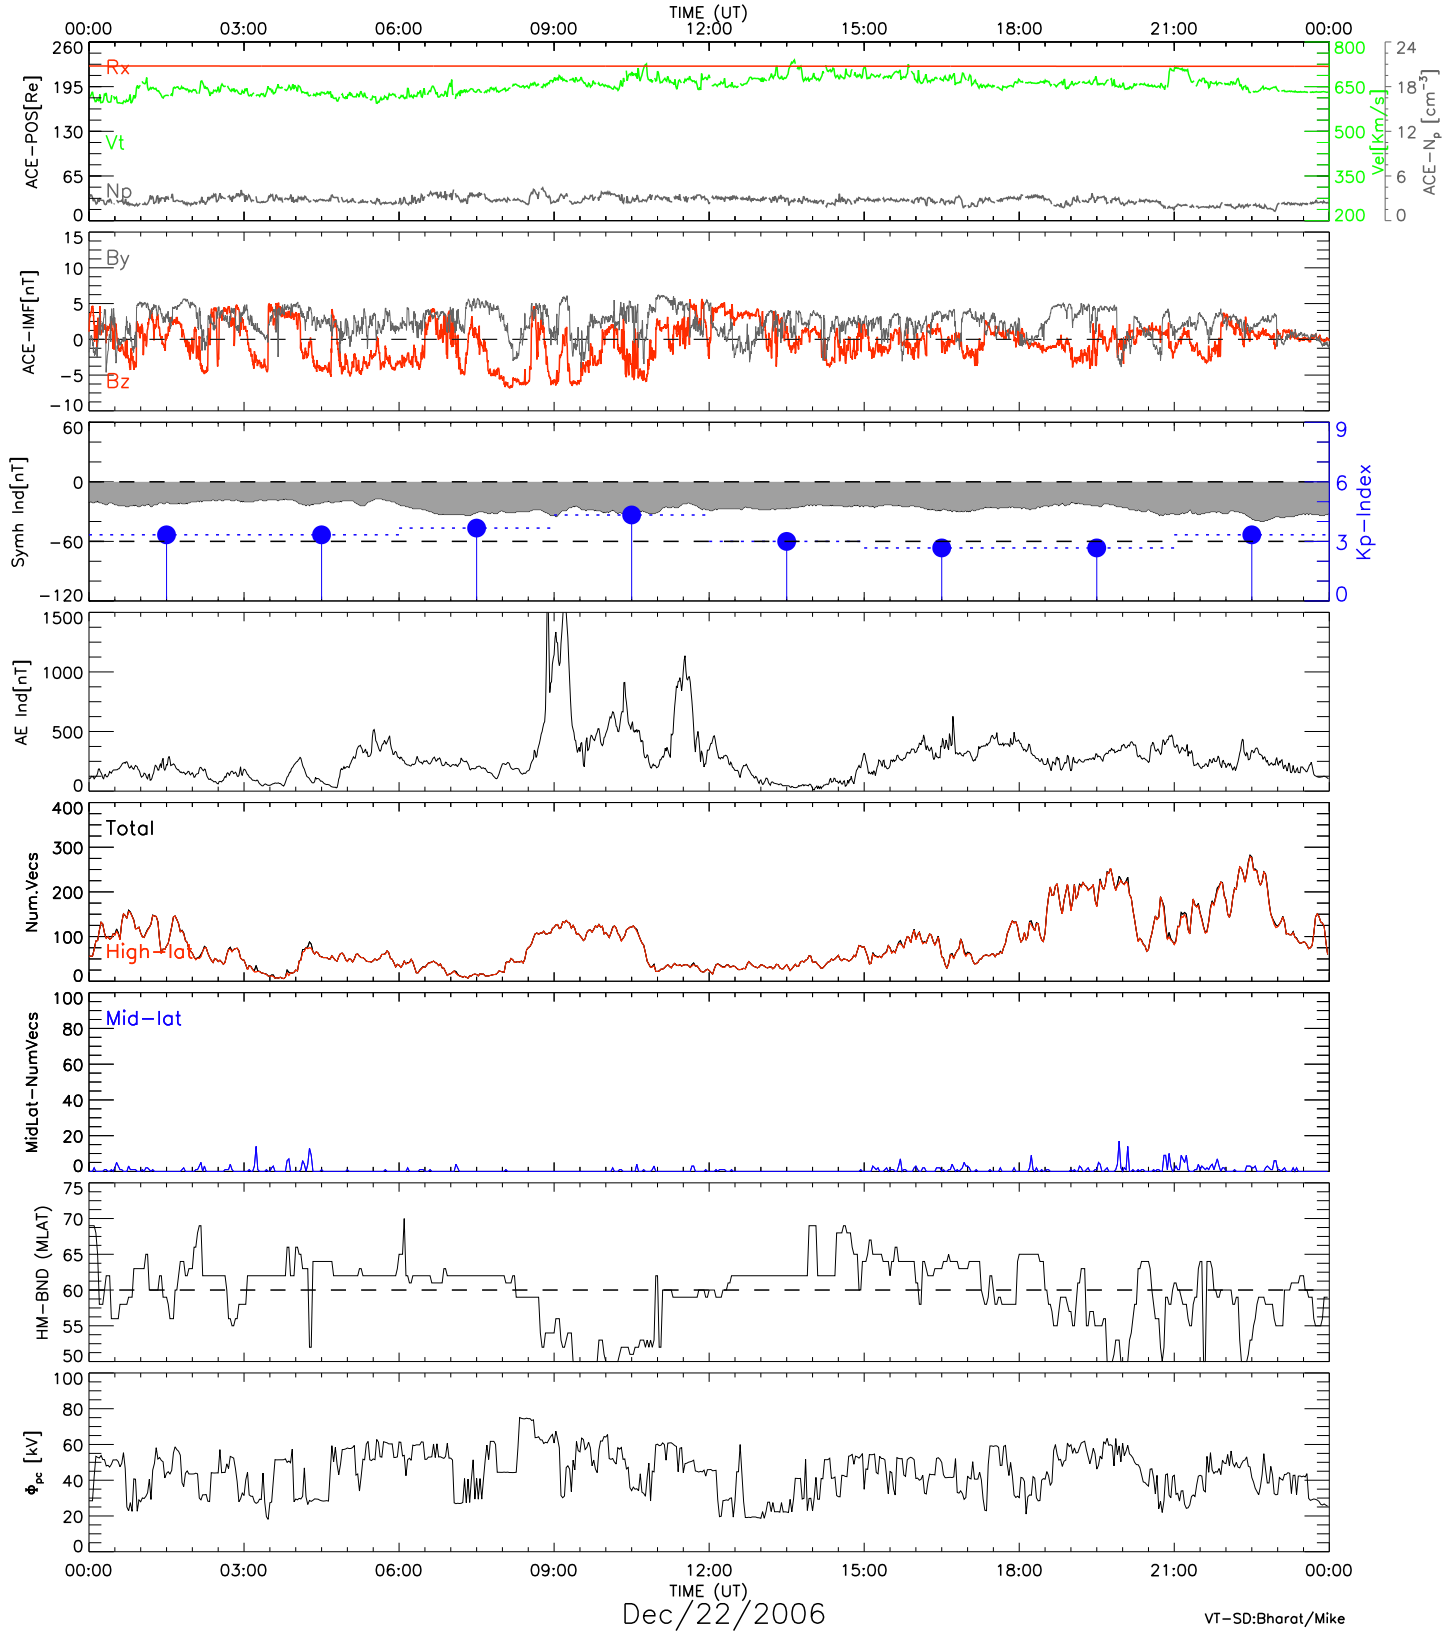 TIME (UT)
00:00 03:00 06:00 09:00 12:00 15:00 18:00 21:00 00:00
ACE-POS[Re]
260
195
130
65
0
Rx
Vt
Np
800
650
500
350
200
Vel[Km/s]
24
18
12
6
0
ACE-Np [cm-3]
ACE-IMF[nT]
15
10
5
0
-5
-10
By
Bz
Symh Ind[nT]
60
0
-60
-120
9
6
3
0
Kp-Index
AE Ind[nT]
1500
1000
500
0
Num.Vecs
400
300
200
100
0
Total
High-lat
MidLat-NumVecs
100
80
60
40
20
0
Mid-lat
HM-BND (MLAT)
75
70
65
60
55
50
Φpc [kV]
100
80
60
40
20
0
00:00 03:00 06:00 09:00 12:00 15:00 18:00 21:00 00:00
TIME (UT)
Dec/22/2006
VT-SD:Bharat/Mike